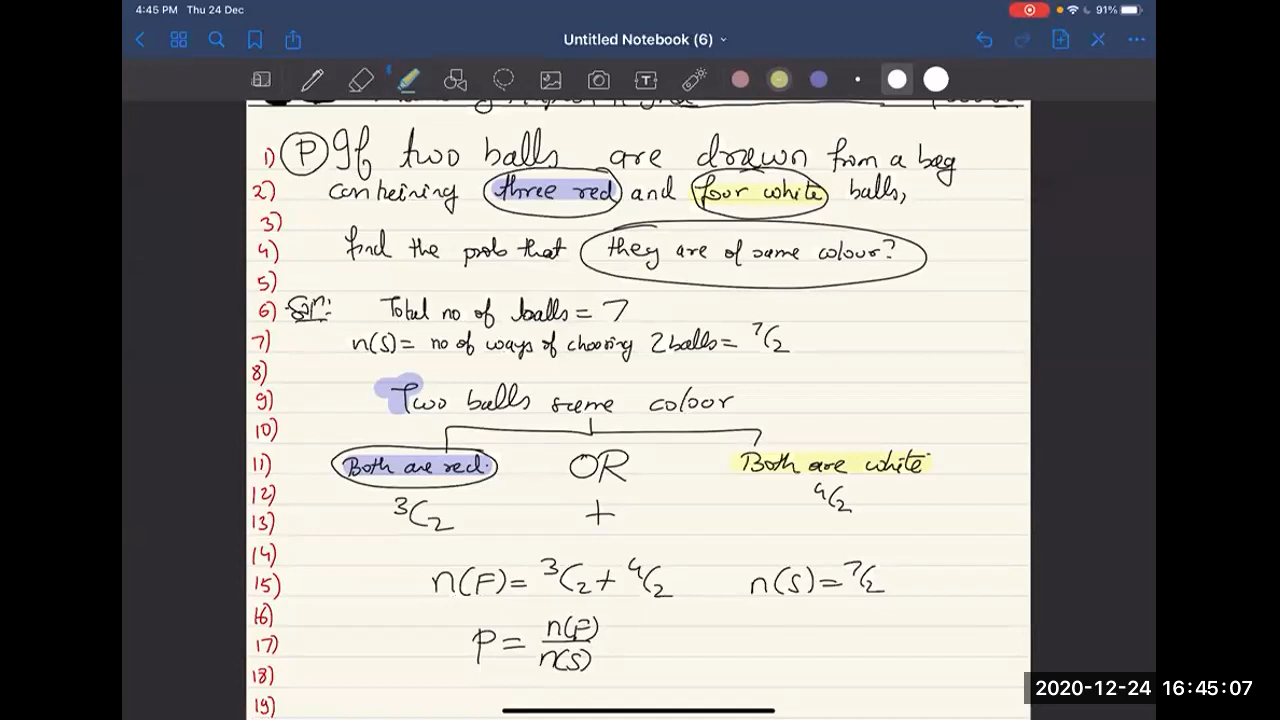 4:45 PM Thu 24 Dec
91%
Untitled Notebook (6)
1) P If two balls are drawn from a bag
2) containing three red and four white balls,
3)
4) find the prob that they are of same colour?
5)
6) Soln: Total no of balls = 7
7) n(S) = no of ways of choosing 2 balls = ⁷C₂
8)
9) Two balls same colour
10)
11) Both are red. OR Both are white
12) ⁴C₂
13) ³C₂ +
14)
15) n(F) = ³C₂ + ⁴C₂ n(S) = ⁷C₂
16)
17) P = n(F)/n(S)
18)
19)
2020-12-24 16:45:07